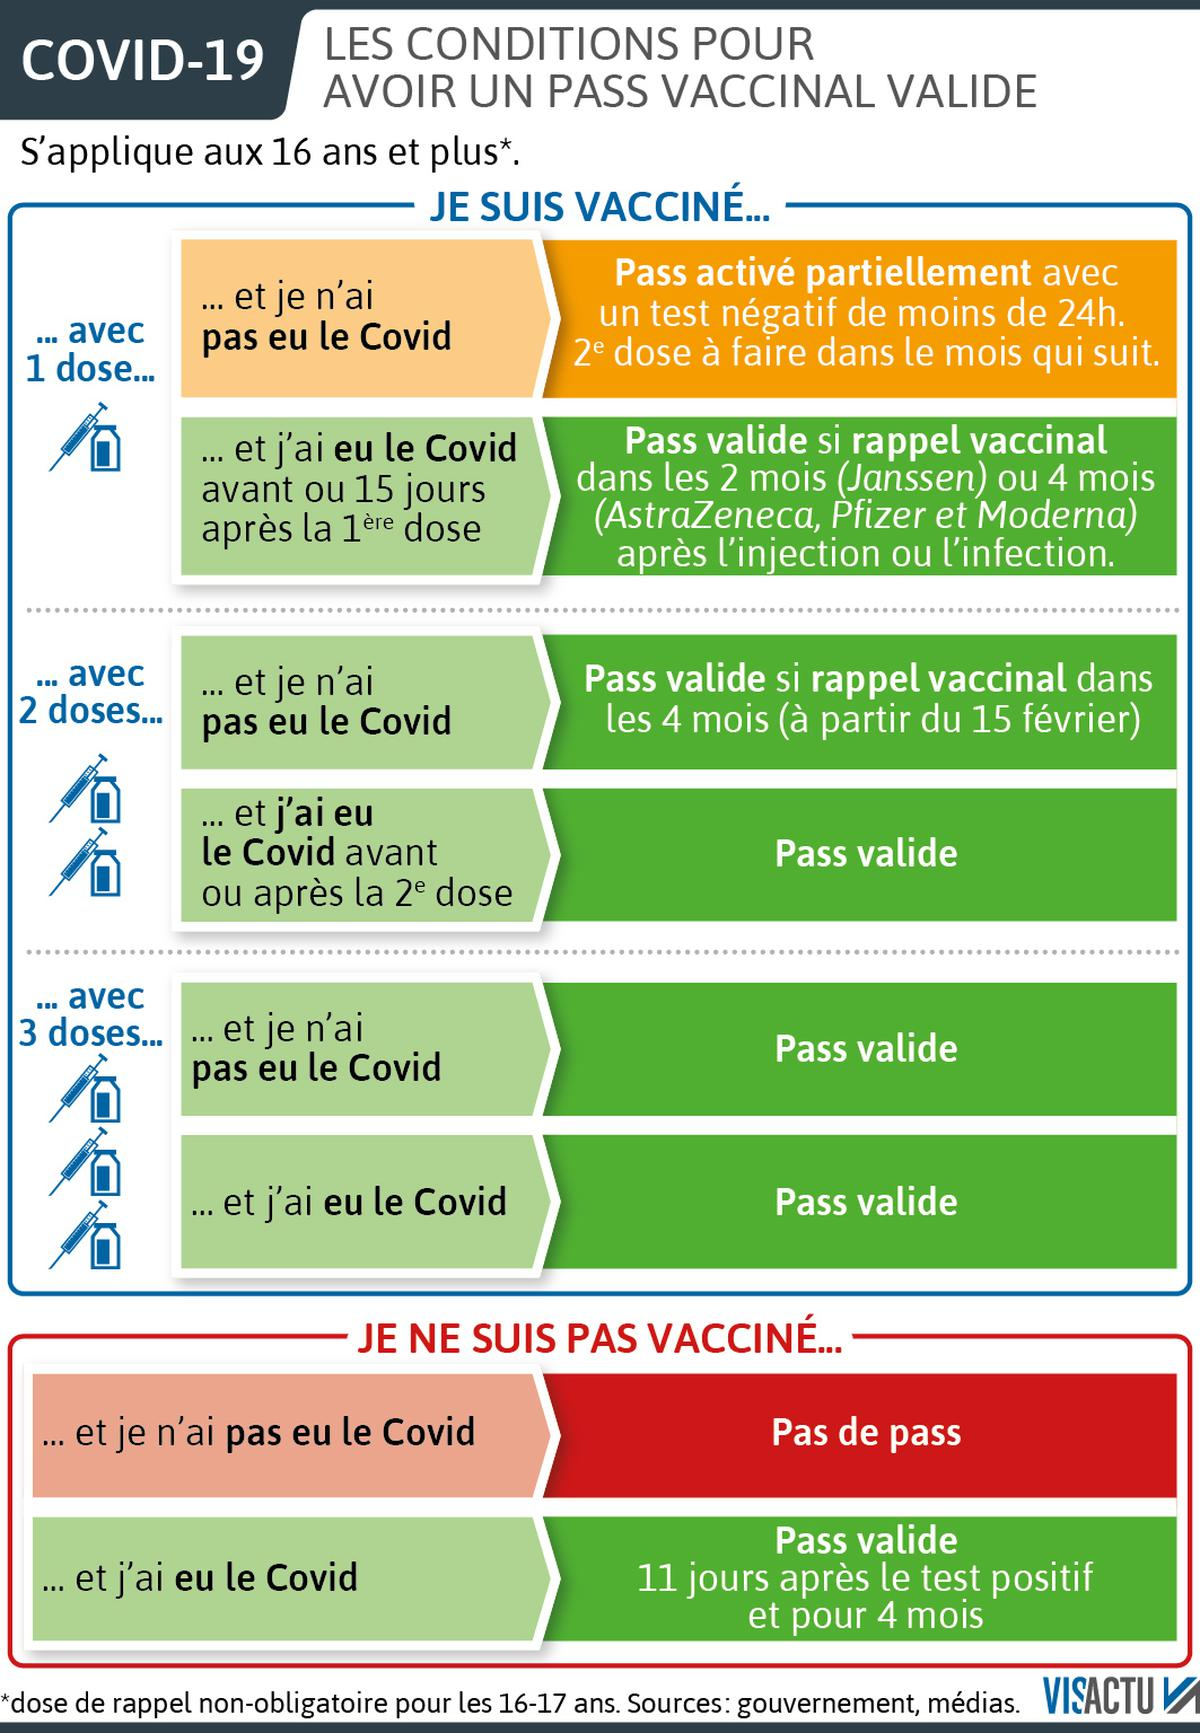 COVID-19
LES CONDITIONS POUR
AVOIR UN PASS VACCINAL VALIDE
S’applique aux 16 ans et plus*.
JE SUIS VACCINÉ...
... avec
1 dose...
... et je n’ai
pas eu le Covid
Pass activé partiellement avec
un test négatif de moins de 24h.
2e dose à faire dans le mois qui suit.
... et j’ai eu le Covid
avant ou 15 jours
après la 1ère dose
Pass valide si rappel vaccinal
dans les 2 mois (Janssen) ou 4 mois
(AstraZeneca, Pfizer et Moderna)
après l’injection ou l’infection.
... avec
2 doses...
... et je n’ai
pas eu le Covid
Pass valide si rappel vaccinal dans
les 4 mois (à partir du 15 février)
... et j’ai eu
le Covid avant
ou après la 2e dose
Pass valide
... avec
3 doses...
... et je n’ai
pas eu le Covid
Pass valide
... et j’ai eu le Covid
Pass valide
JE NE SUIS PAS VACCINÉ...
... et je n’ai pas eu le Covid
Pas de pass
... et j’ai eu le Covid
Pass valide
11 jours après le test positif
et pour 4 mois
*dose de rappel non-obligatoire pour les 16-17 ans. Sources : gouvernement, médias.
VISACTU